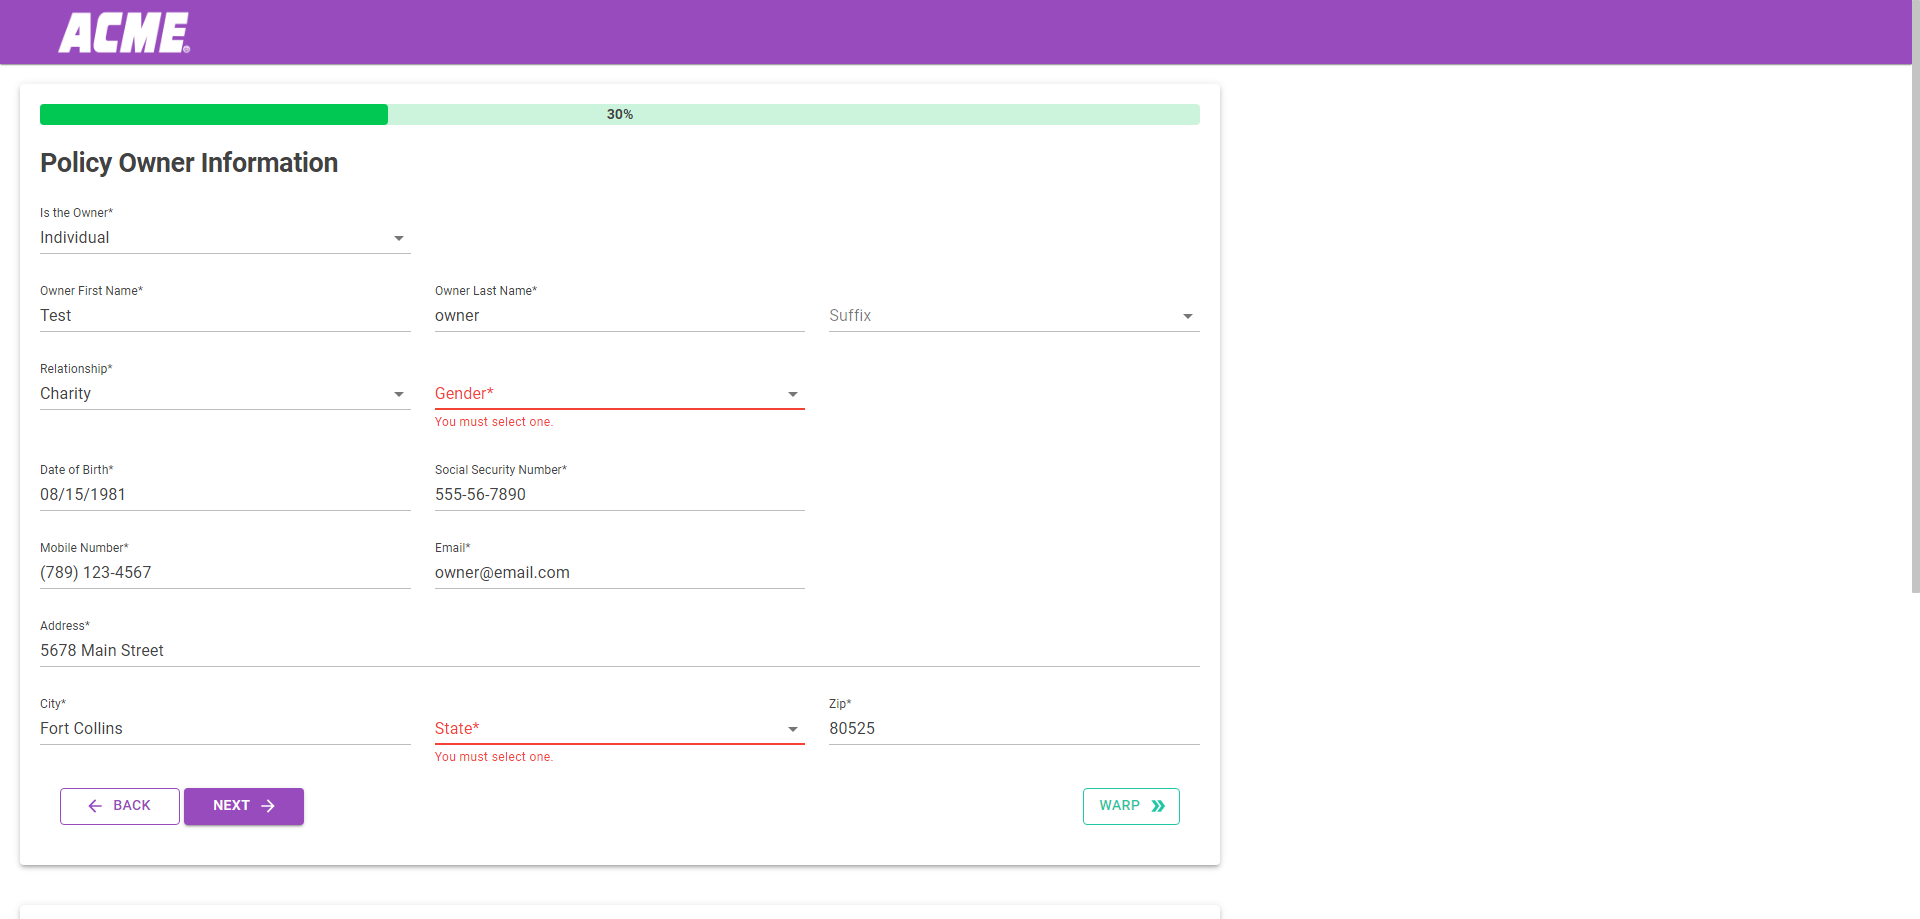 ACME®
30%
Policy Owner Information
Is the Owner*
Individual
Owner First Name*
Owner Last Name*
Test
owner
Suffix
Relationship*
Charity
Gender*
You must select one.
Date of Birth*
Social Security Number*
08/15/1981
555-56-7890
Mobile Number*
Email*
(789) 123-4567
owner@email.com
Address*
5678 Main Street
City*
Zip*
Fort Collins
State*
80525
You must select one.
BACK
NEXT
WARP